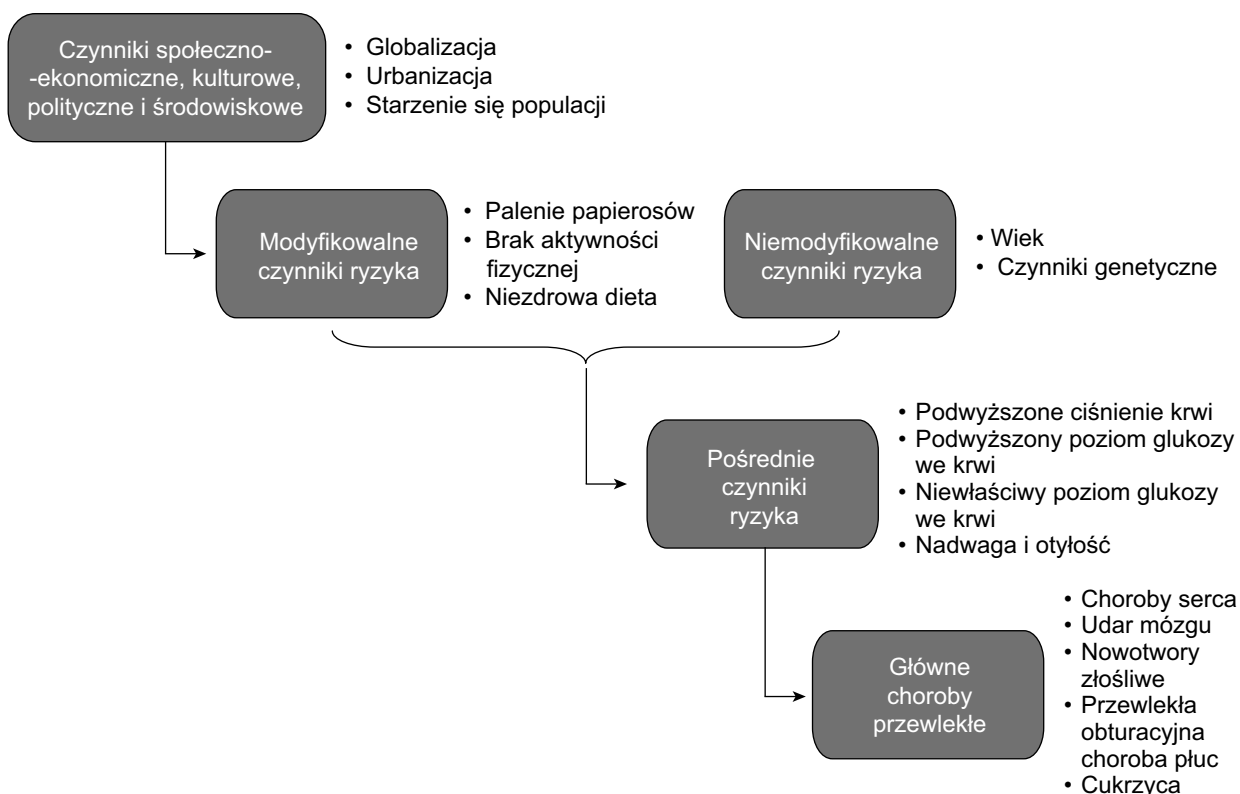 Czynniki społeczno-
-ekonomiczne, kulturowe,
polityczne i środowiskowe
• Globalizacja
• Urbanizacja
• Starzenie się populacji
Modyfikowalne
czynniki ryzyka
• Palenie papierosów
• Brak aktywności
fizycznej
• Niezdrowa dieta
Niemodyfikowalne
czynniki ryzyka
• Wiek
• Czynniki genetyczne
Pośrednie
czynniki
ryzyka
• Podwyższone ciśnienie krwi
• Podwyższony poziom glukozy
we krwi
• Niewłaściwy poziom glukozy
we krwi
• Nadwaga i otyłość
Główne
choroby
przewlekłe
• Choroby serca
• Udar mózgu
• Nowotwory
złośliwe
• Przewlekła
obturacyjna
choroba płuc
• Cukrzyca